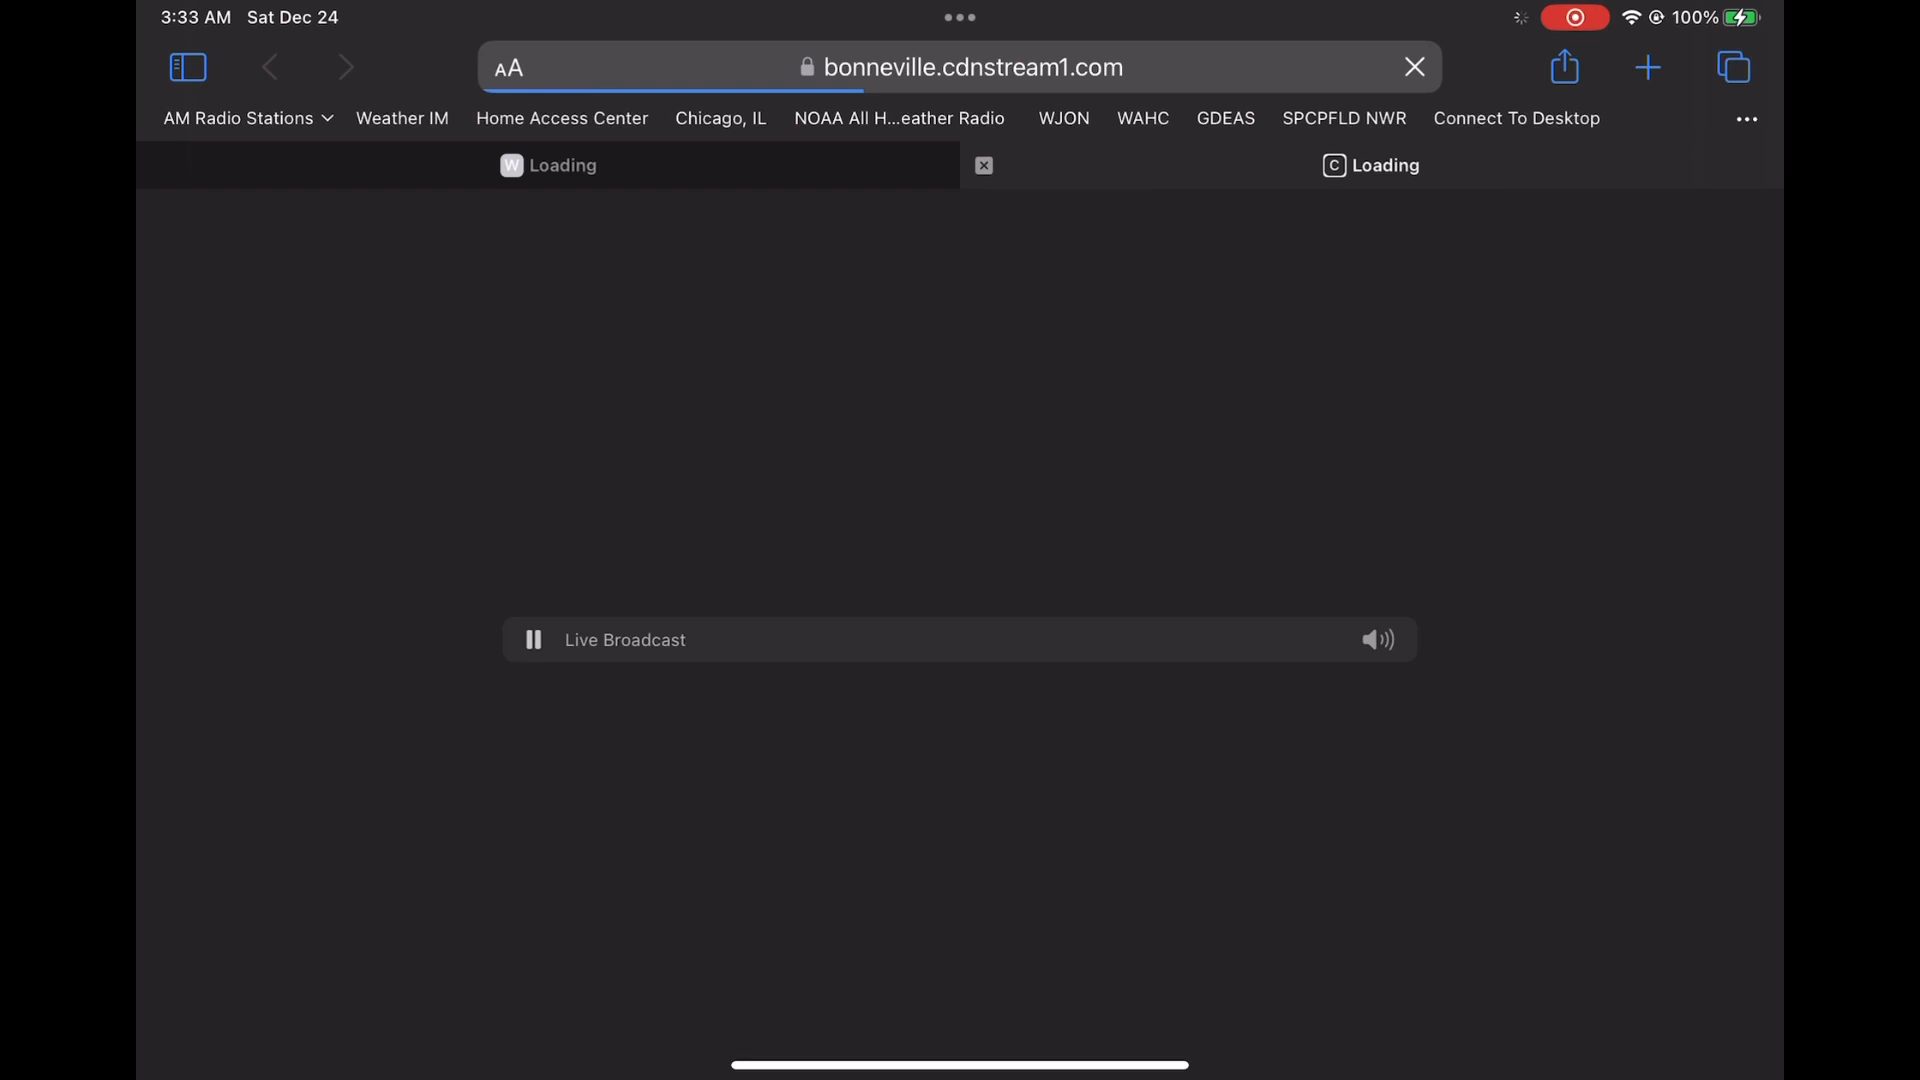 3:33 AM Sat Dec 24
100%
AA bonneville.cdnstream1.com
AM Radio Stations Weather IM Home Access Center Chicago, IL NOAA All H...eather Radio WJON WAHC GDEAS SPCPFLD NWR Connect To Desktop
W Loading
C Loading
Live Broadcast